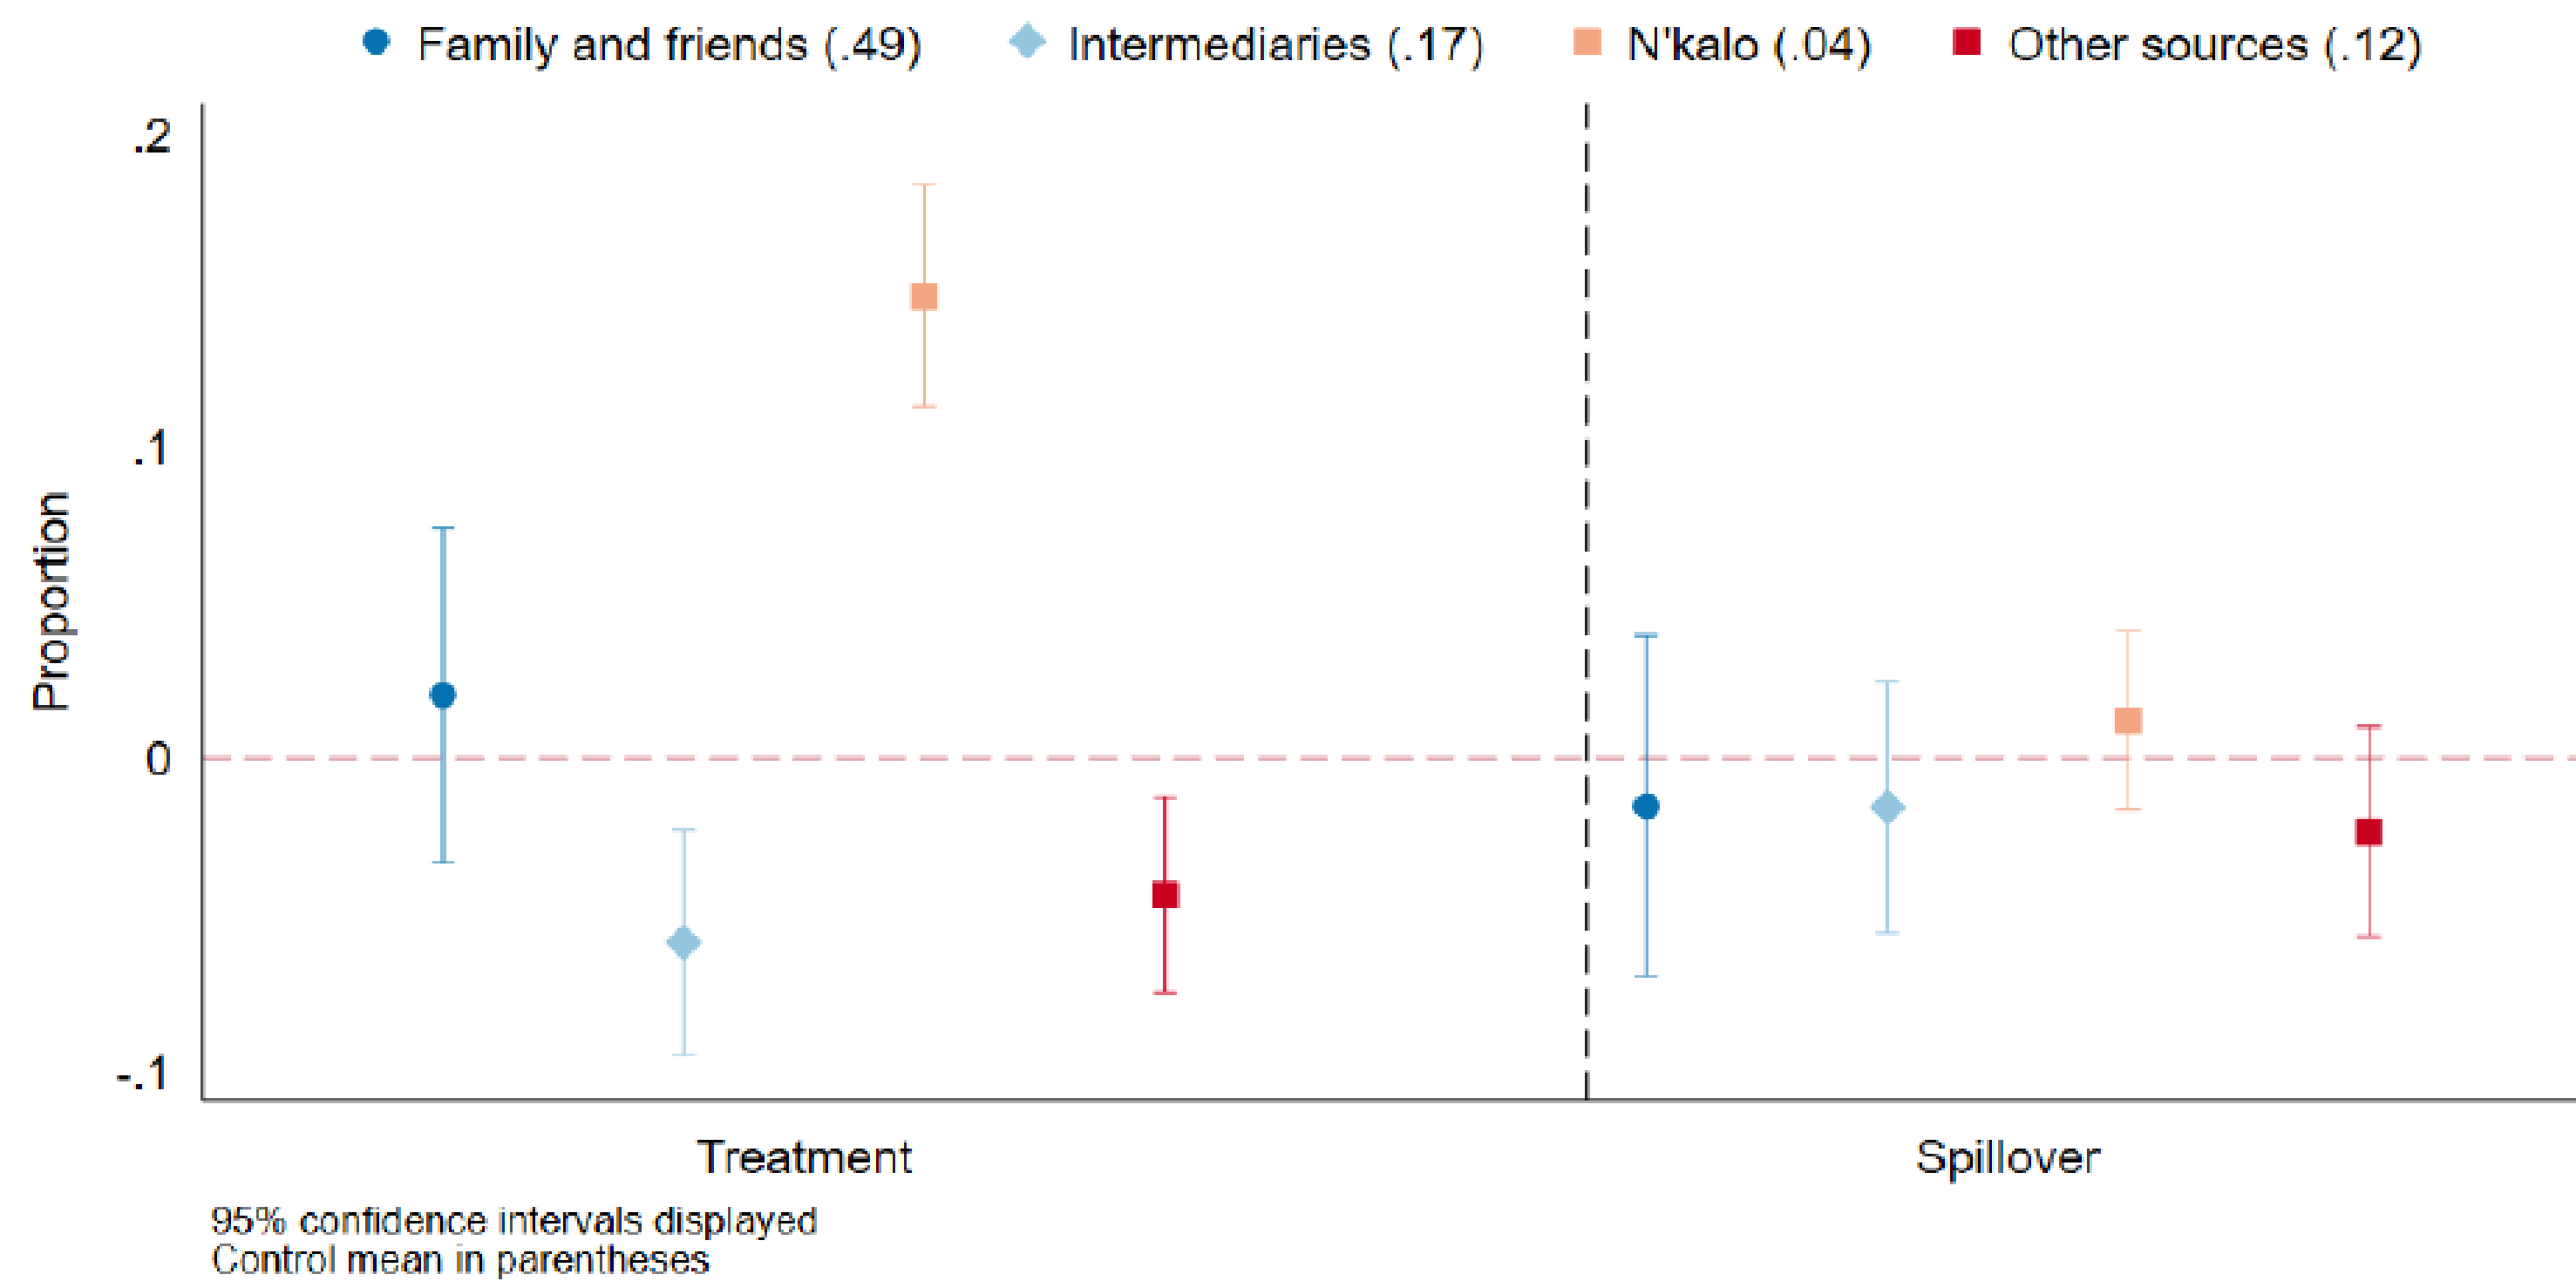 Family and friends (.49) Intermediaries (.17) N'kalo (.04) Other sources (.12)
.2
.1
0
-.1
Proportion
Treatment Spillover
95% confidence intervals displayed
Control mean in parentheses